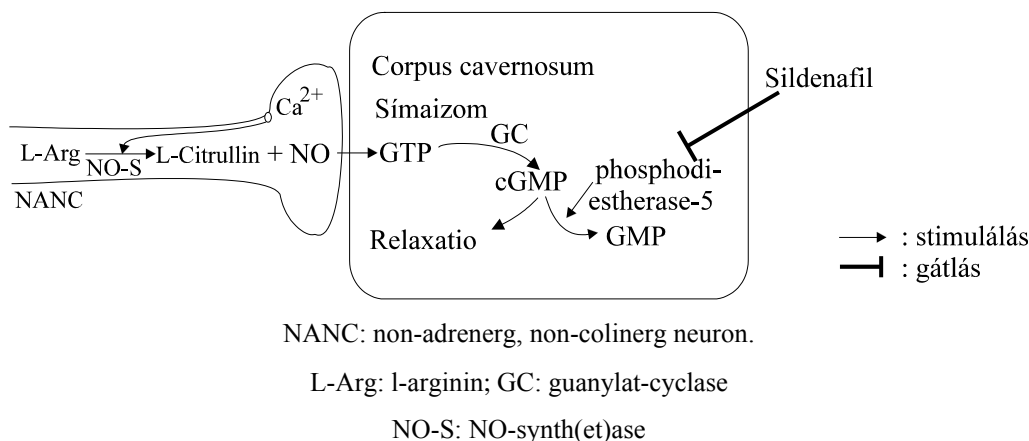 Corpus cavernosum
Símaizom
Sildenafil
Ca2+
L-Arg
NO-S
L-Citrullin + NO
GTP
GC
cGMP
phosphodi-
estherase-5
NANC
Relaxatio
GMP
: stimulálás
: gátlás
NANC: non-adrenerg, non-colinerg neuron.
L-Arg: l-arginin; GC: guanylat-cyclase
NO-S: NO-synth(et)ase